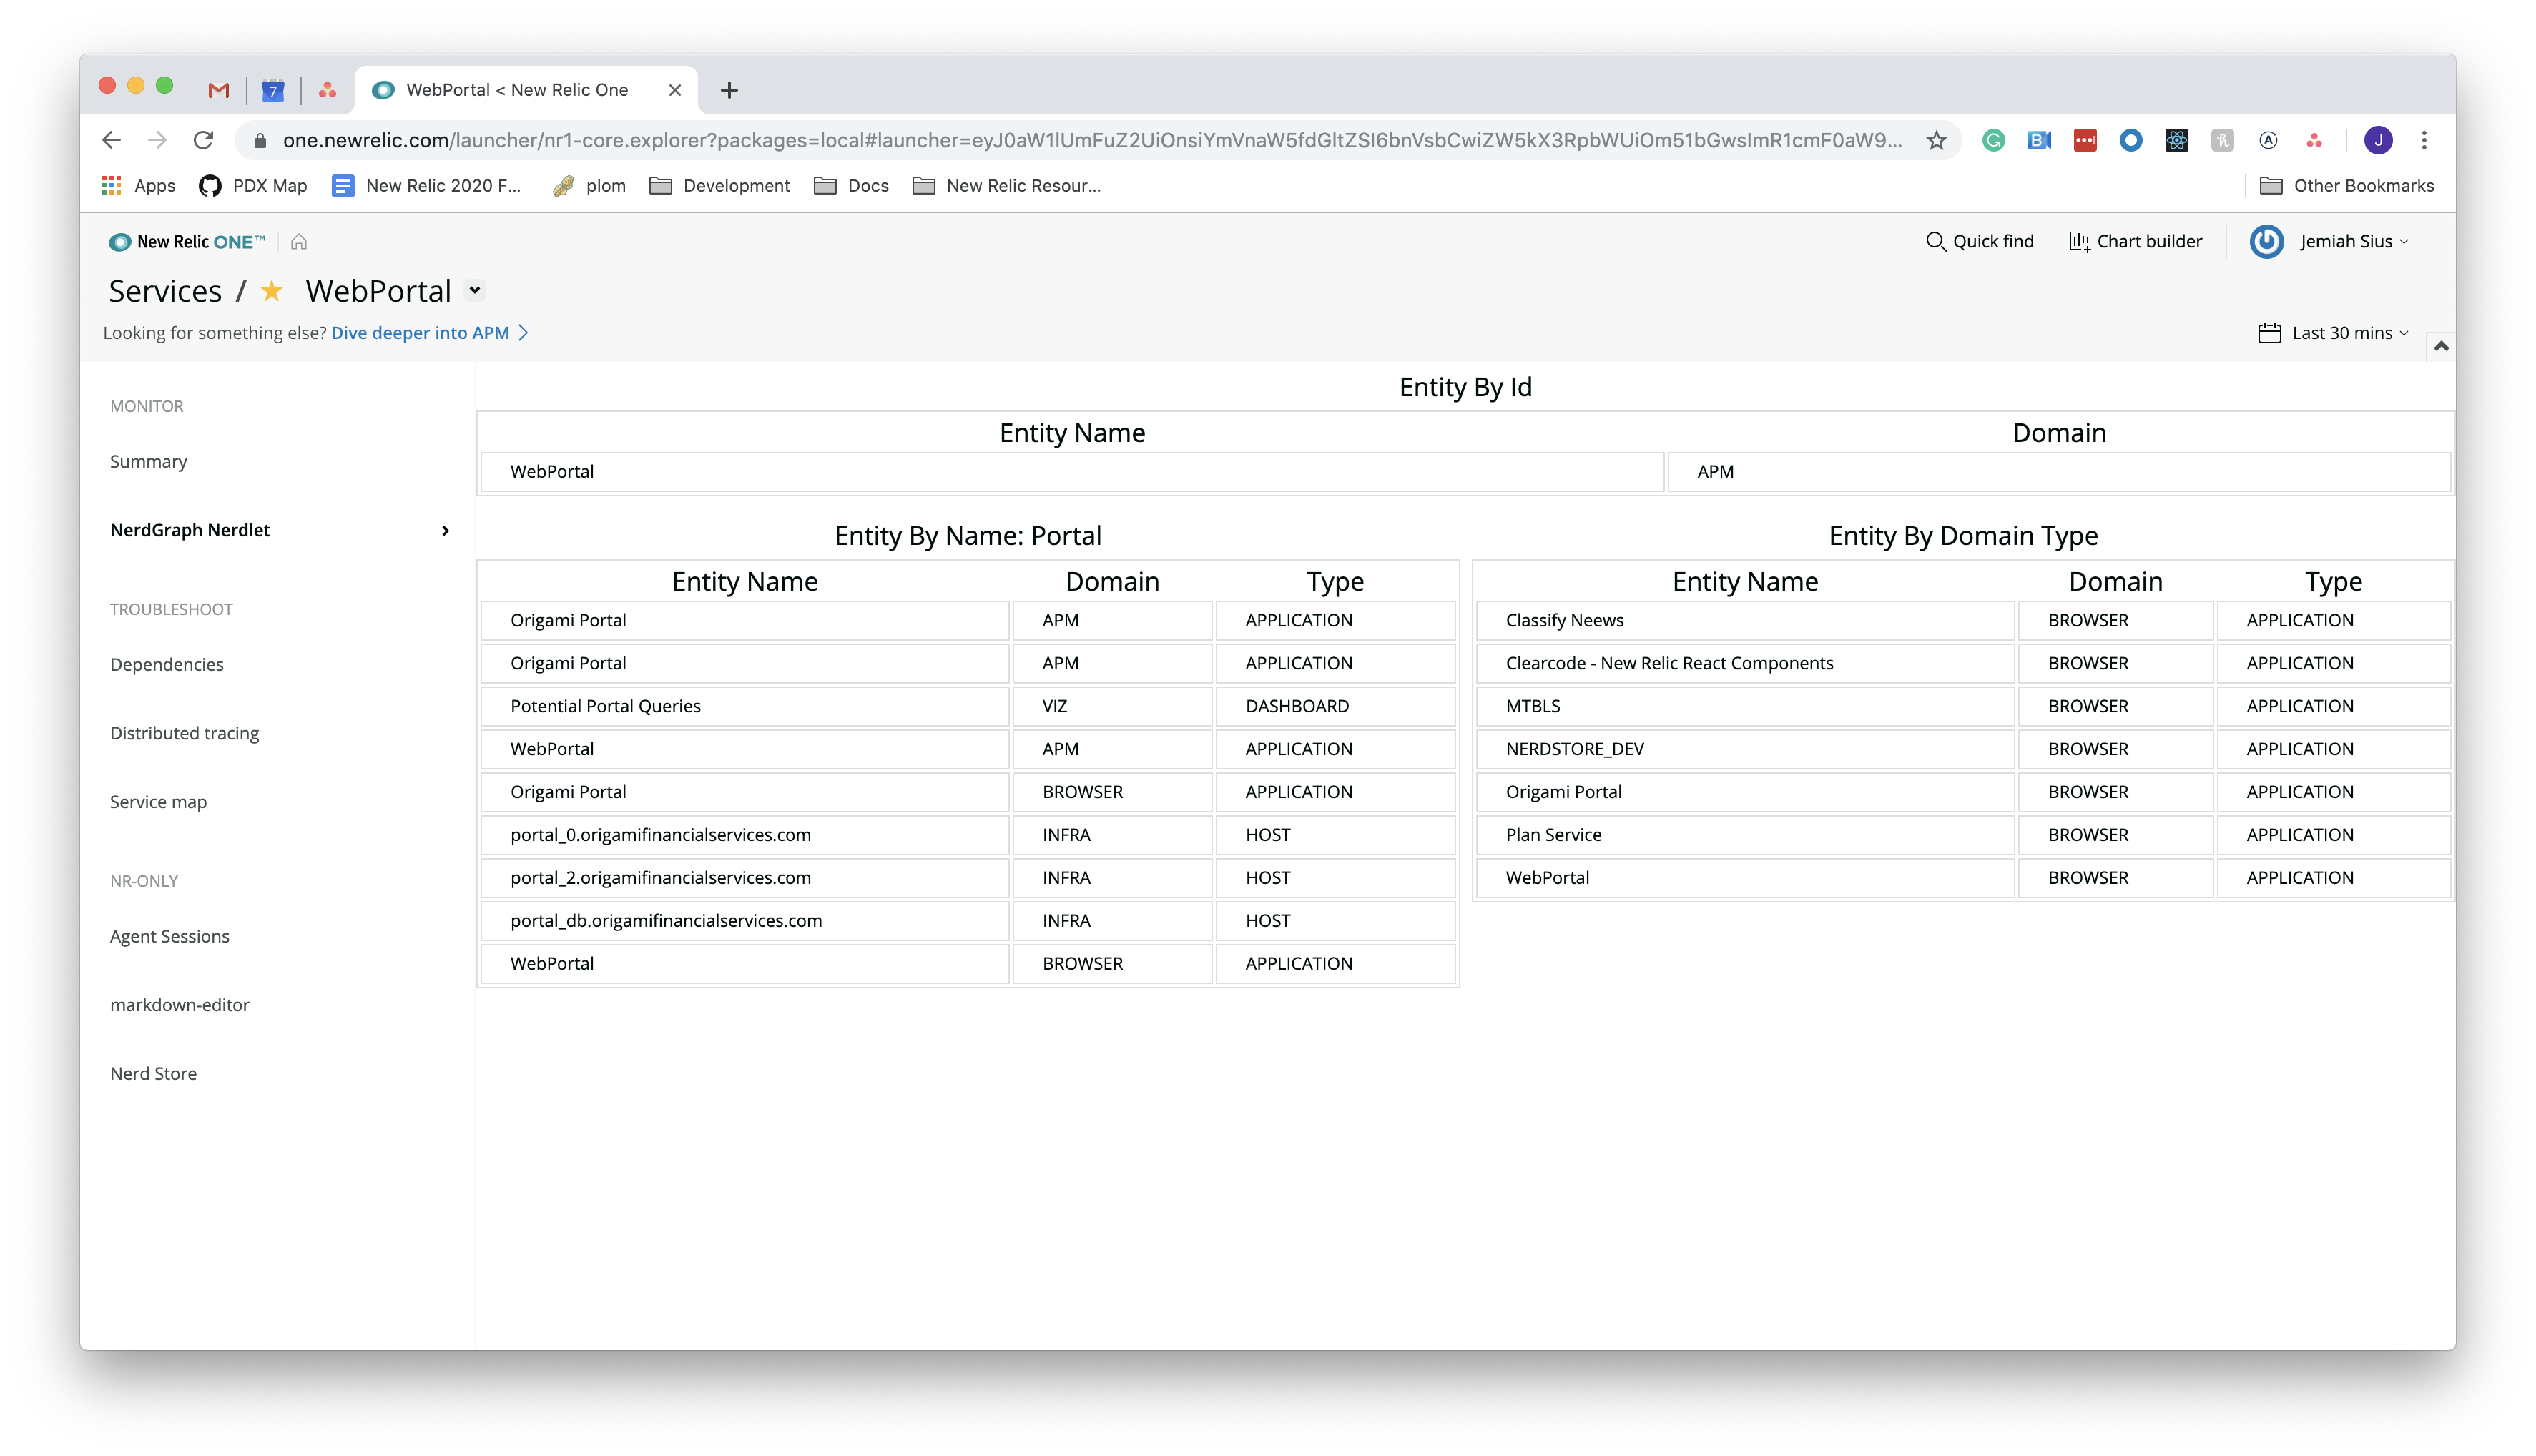 7
WebPortal < New Relic One
one.newrelic.com/launcher/nr1-core.explorer?packages=local#launcher=eyJ0aW1lUmFuZ2UiOnsiYmVnaW5fdGltZSI6bnVsbCwiZW5kX3RpbWUiOm51bGwsImR1cmF0aW9...
J
Apps PDX Map New Relic 2020 F... plom Development Docs New Relic Resour... Other Bookmarks
New Relic ONE™ Quick find Chart builder Jemiah Sius
Services / WebPortal
Looking for something else? Dive deeper into APM Last 30 mins
MONITOR
Summary
NerdGraph Nerdlet
TROUBLESHOOT
Dependencies
Distributed tracing
Service map
NR-ONLY
Agent Sessions
markdown-editor
Nerd Store
Entity By Id
Entity Name Domain
WebPortal APM
Entity By Name: Portal
Entity Name Domain Type
Origami Portal APM APPLICATION
Origami Portal APM APPLICATION
Potential Portal Queries VIZ DASHBOARD
WebPortal APM APPLICATION
Origami Portal BROWSER APPLICATION
portal_0.origamifinancialservices.com INFRA HOST
portal_2.origamifinancialservices.com INFRA HOST
portal_db.origamifinancialservices.com INFRA HOST
WebPortal BROWSER APPLICATION
Entity By Domain Type
Entity Name Domain Type
Classify Neews BROWSER APPLICATION
Clearcode - New Relic React Components BROWSER APPLICATION
MTBLS BROWSER APPLICATION
NERDSTORE_DEV BROWSER APPLICATION
Origami Portal BROWSER APPLICATION
Plan Service BROWSER APPLICATION
WebPortal BROWSER APPLICATION